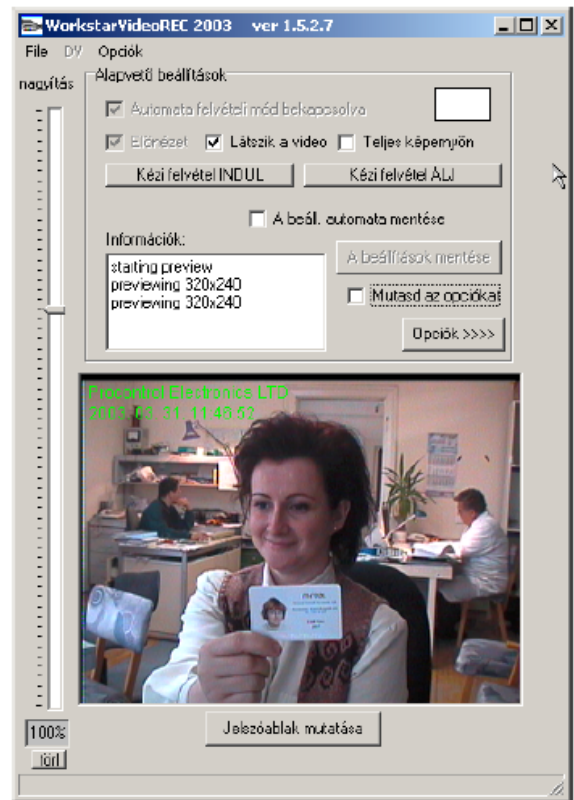 WorkstarVideoREC 2003 ver 1.5.2.7
File DV Opciók
nagyítás
Alapvető beállítások
Automata felvételi mód bekapcsolva
Előnézet Látszik a video Teljes képernyőn
Kézi felvétel INDUL Kézi felvétel ÁLJ
A beáll. automata mentése
Információk:
A beállítások mentése
starting preview
previewing 320x240
previewing 320x240
Mutasd az opciókat
Opciók >>>>
Procontrol Electronics LTD
100%
Jelszóablak mutatása